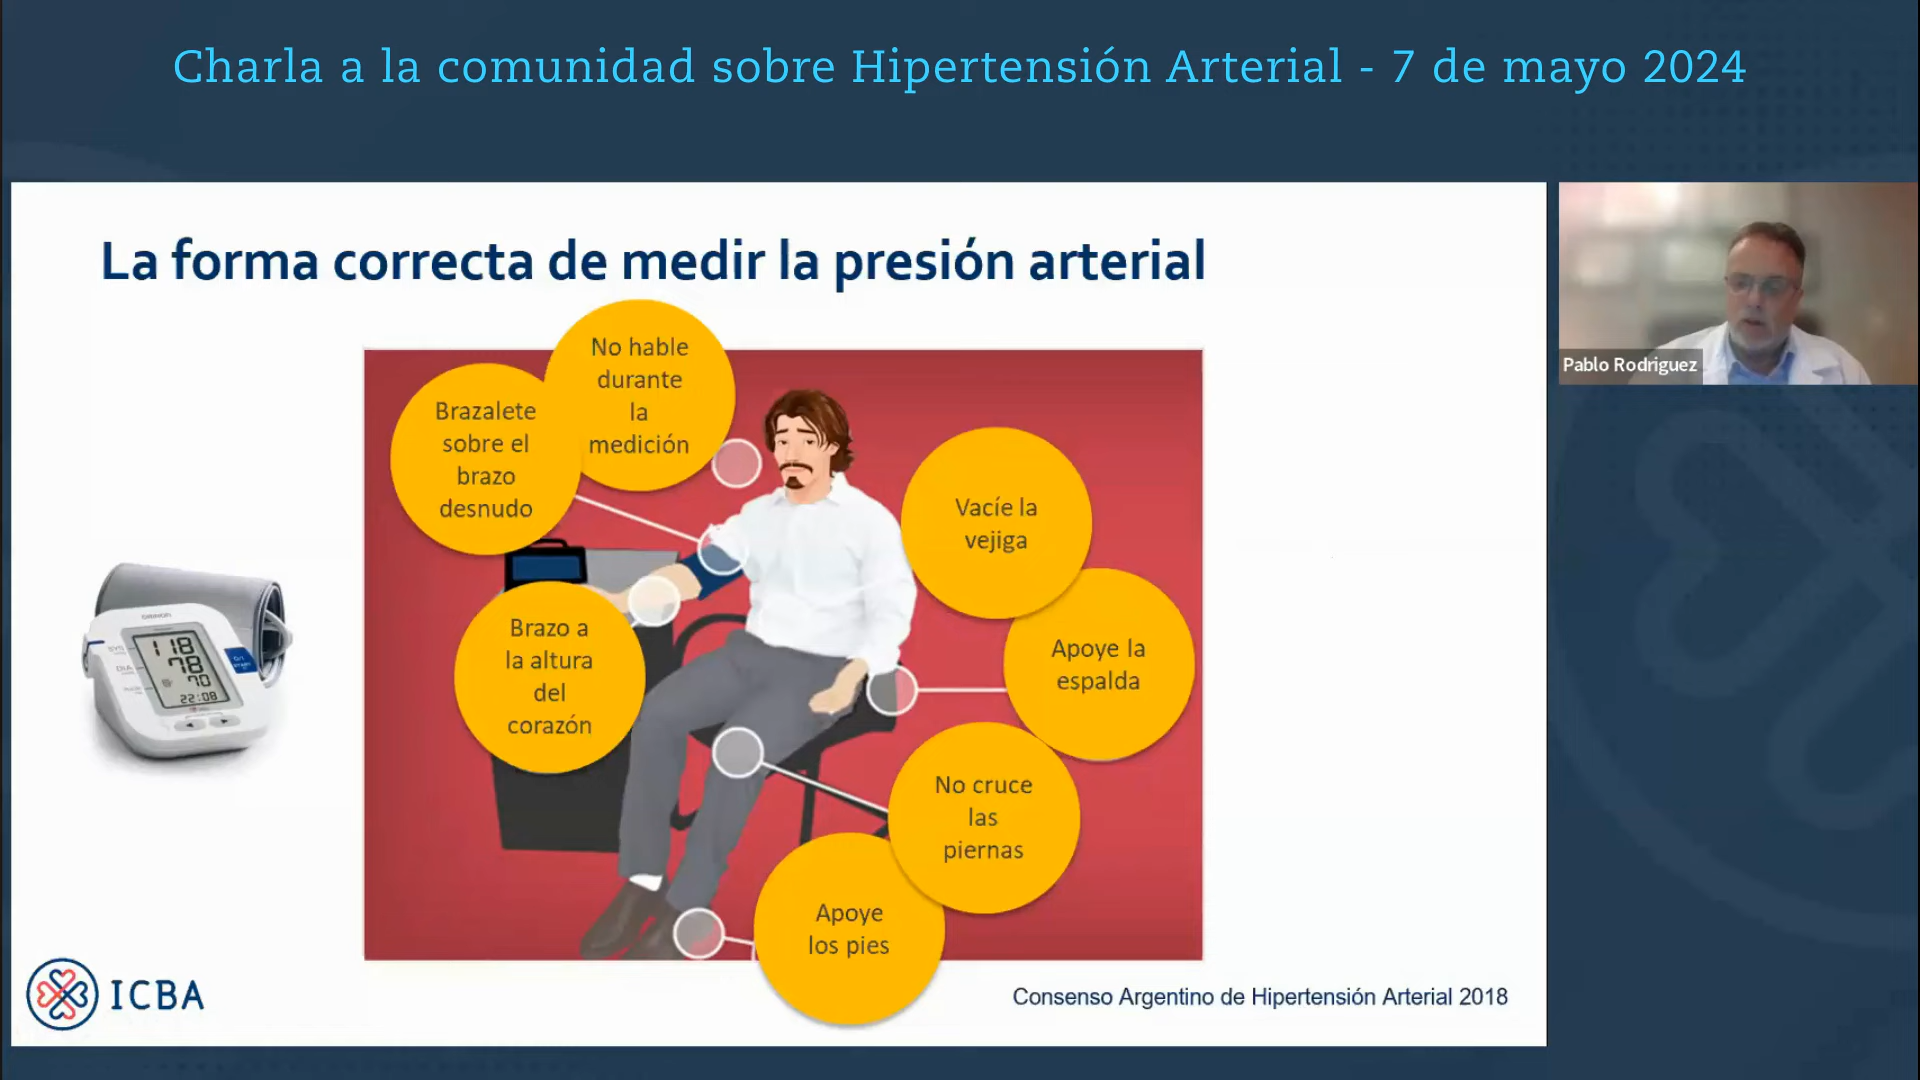 Charla a la comunidad sobre Hipertensión Arterial - 7 de mayo 2024
La forma correcta de medir la presión arterial
No hable
durante
la
medición
Brazalete
sobre el
brazo
desnudo
Vacíe la
vejiga
Brazo a
la altura
del
corazón
Apoye la
espalda
No cruce
las
piernas
Apoye
los pies
OMRON
SYS
118
DIA
78
70
22:08
ICBA
Consenso Argentino de Hipertensión Arterial 2018
Pablo Rodriguez